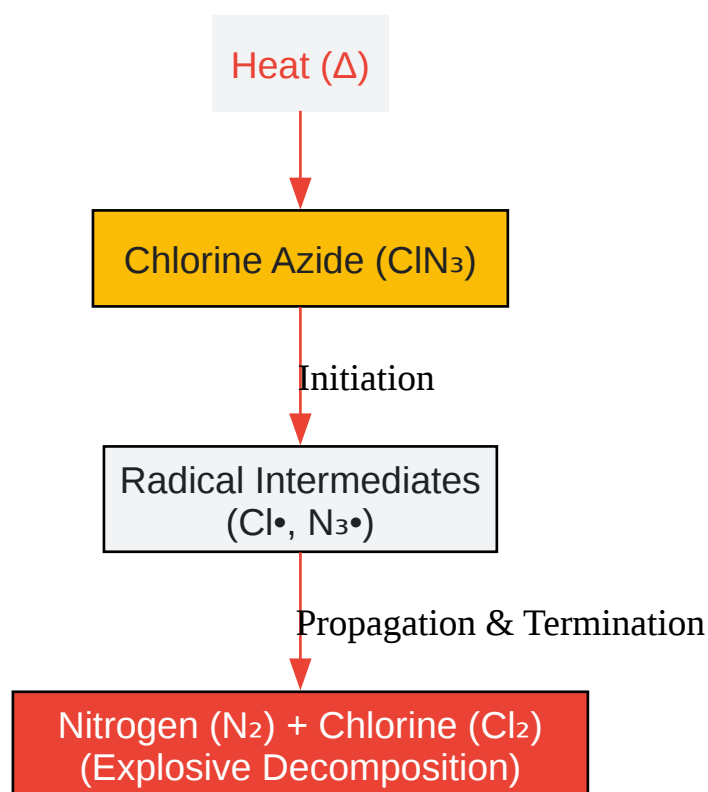 Heat (Δ)
Chlorine Azide (ClN₃)
Initiation
Radical Intermediates
(Cl•, N₃•)
Propagation & Termination
Nitrogen (N₂) + Chlorine (Cl₂)
(Explosive Decomposition)